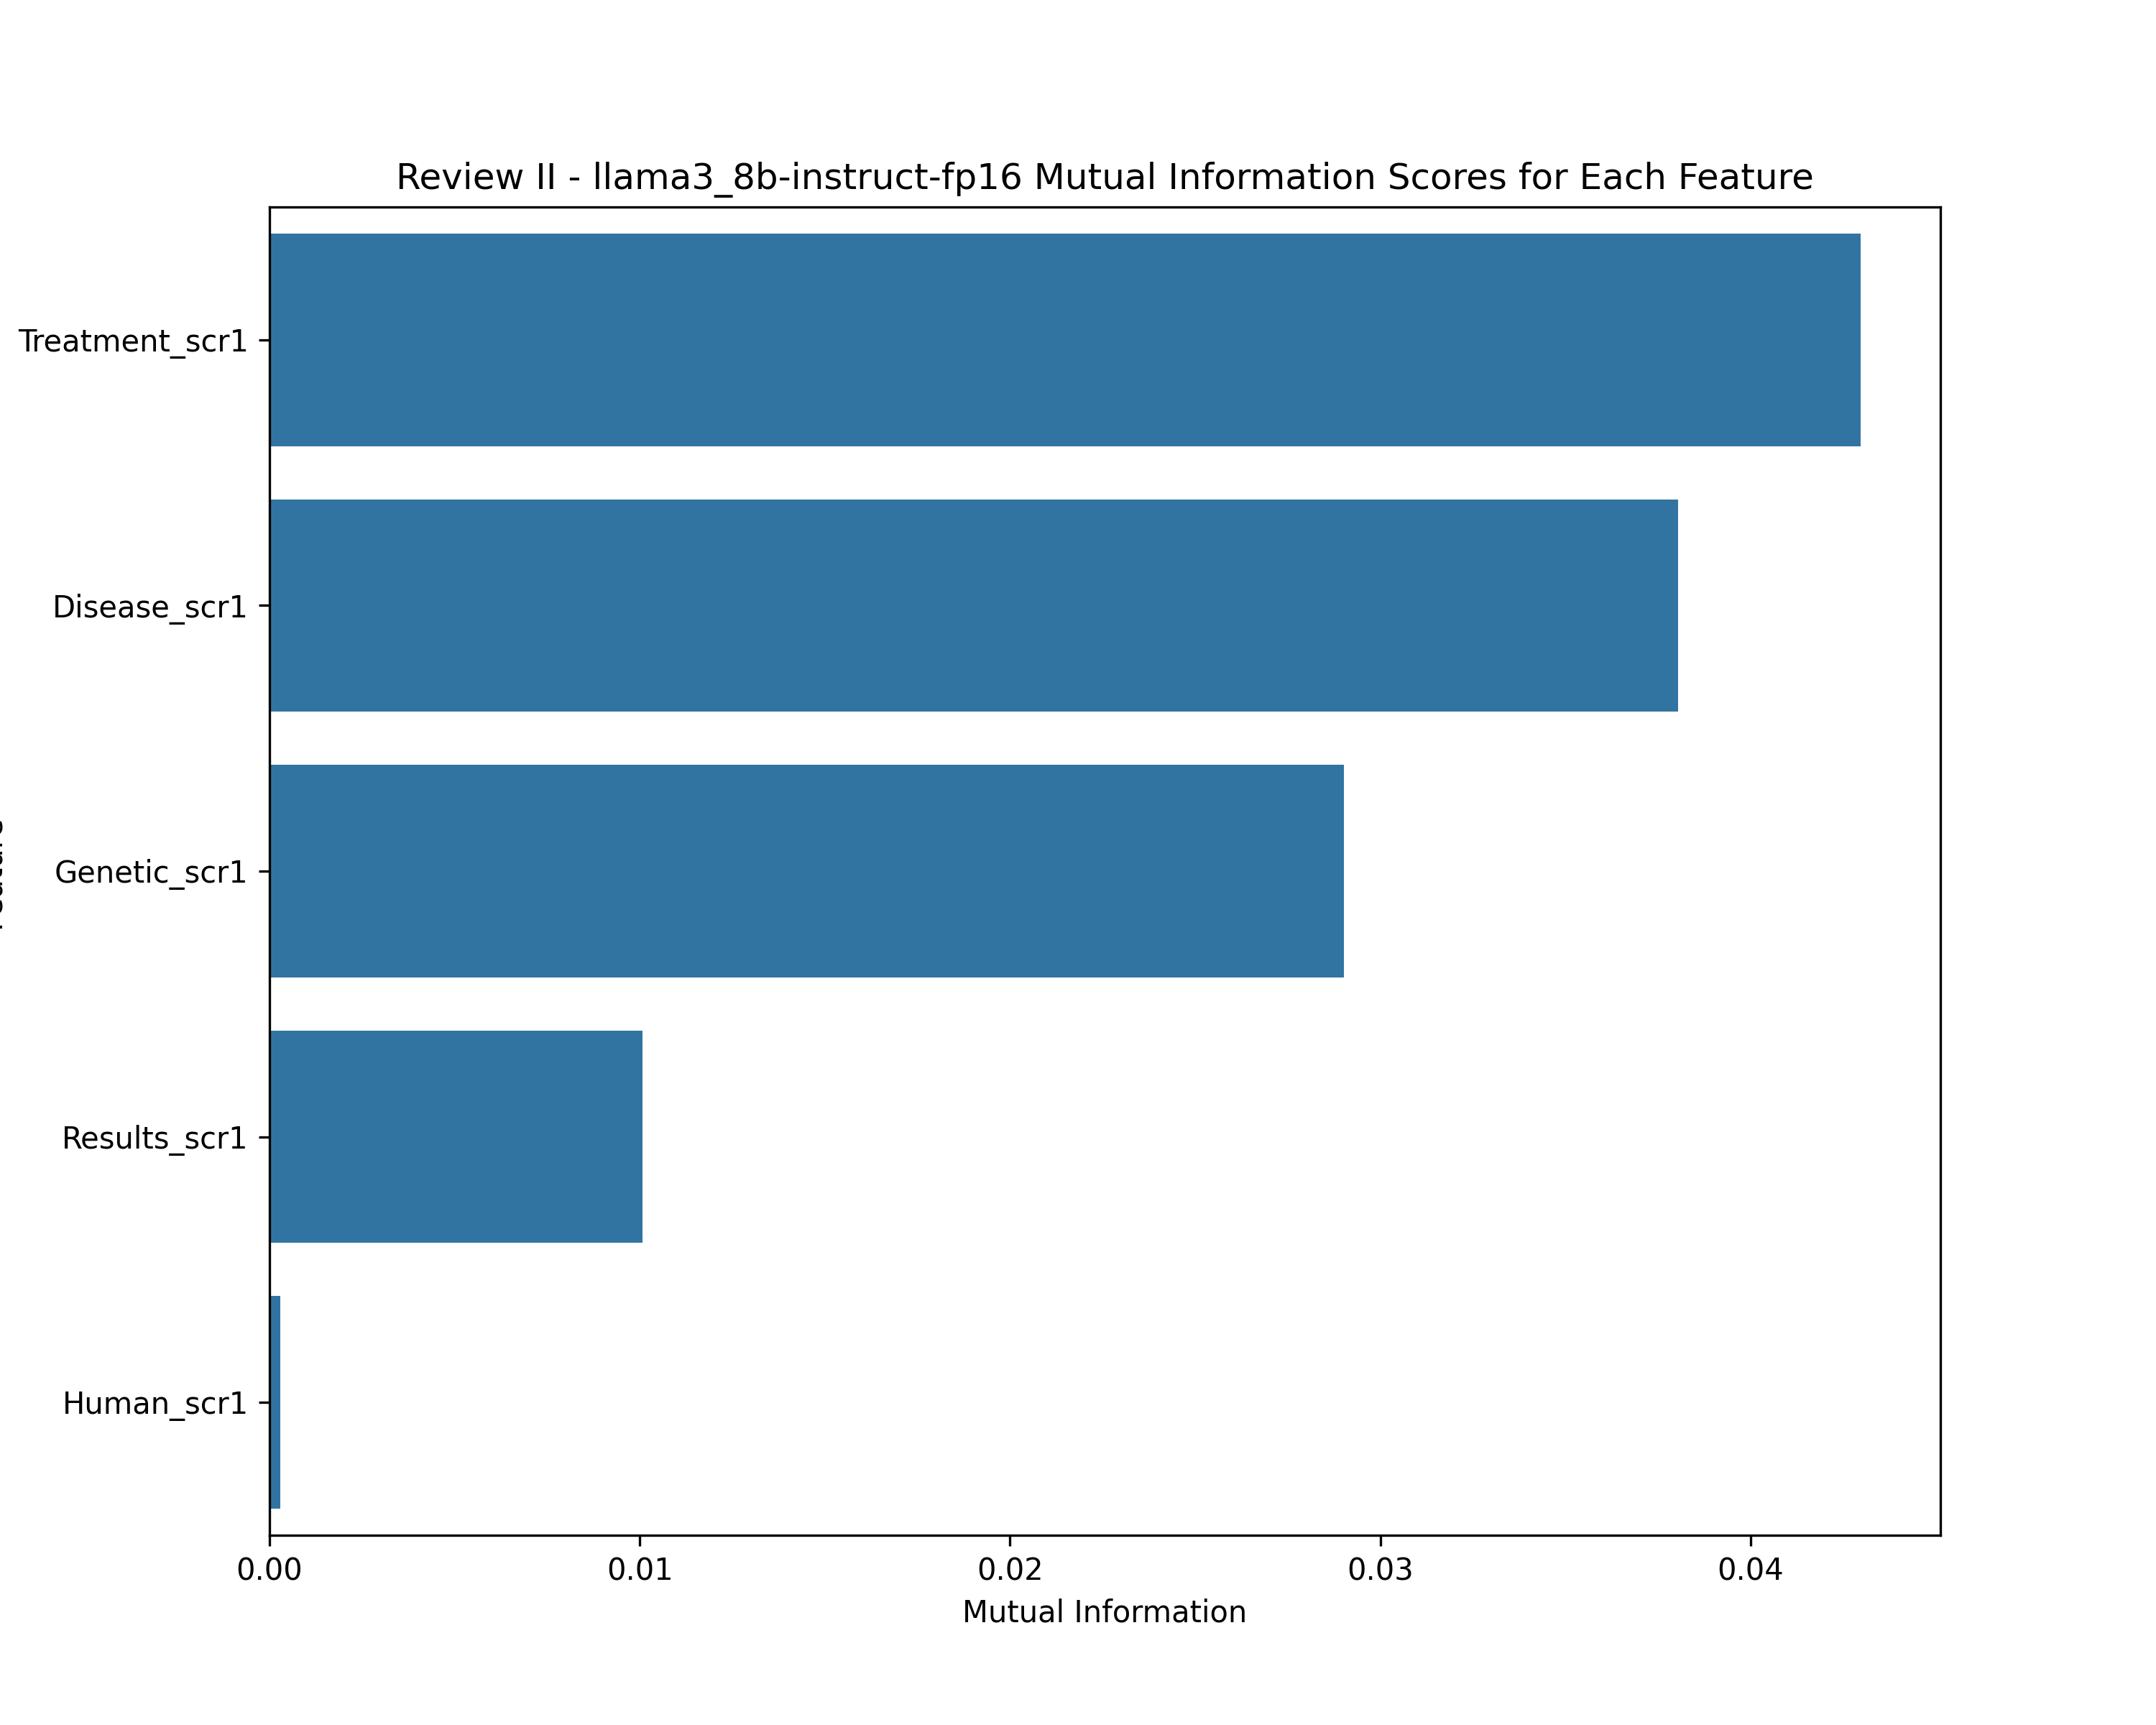 Review II - llama3_8b-instruct-fp16 Mutual Information Scores for Each Feature
Treatment_scr1
Disease_scr1
Genetic_scr1
Results_scr1
Human_scr1
0.00 0.01 0.02 0.03 0.04
Mutual Information